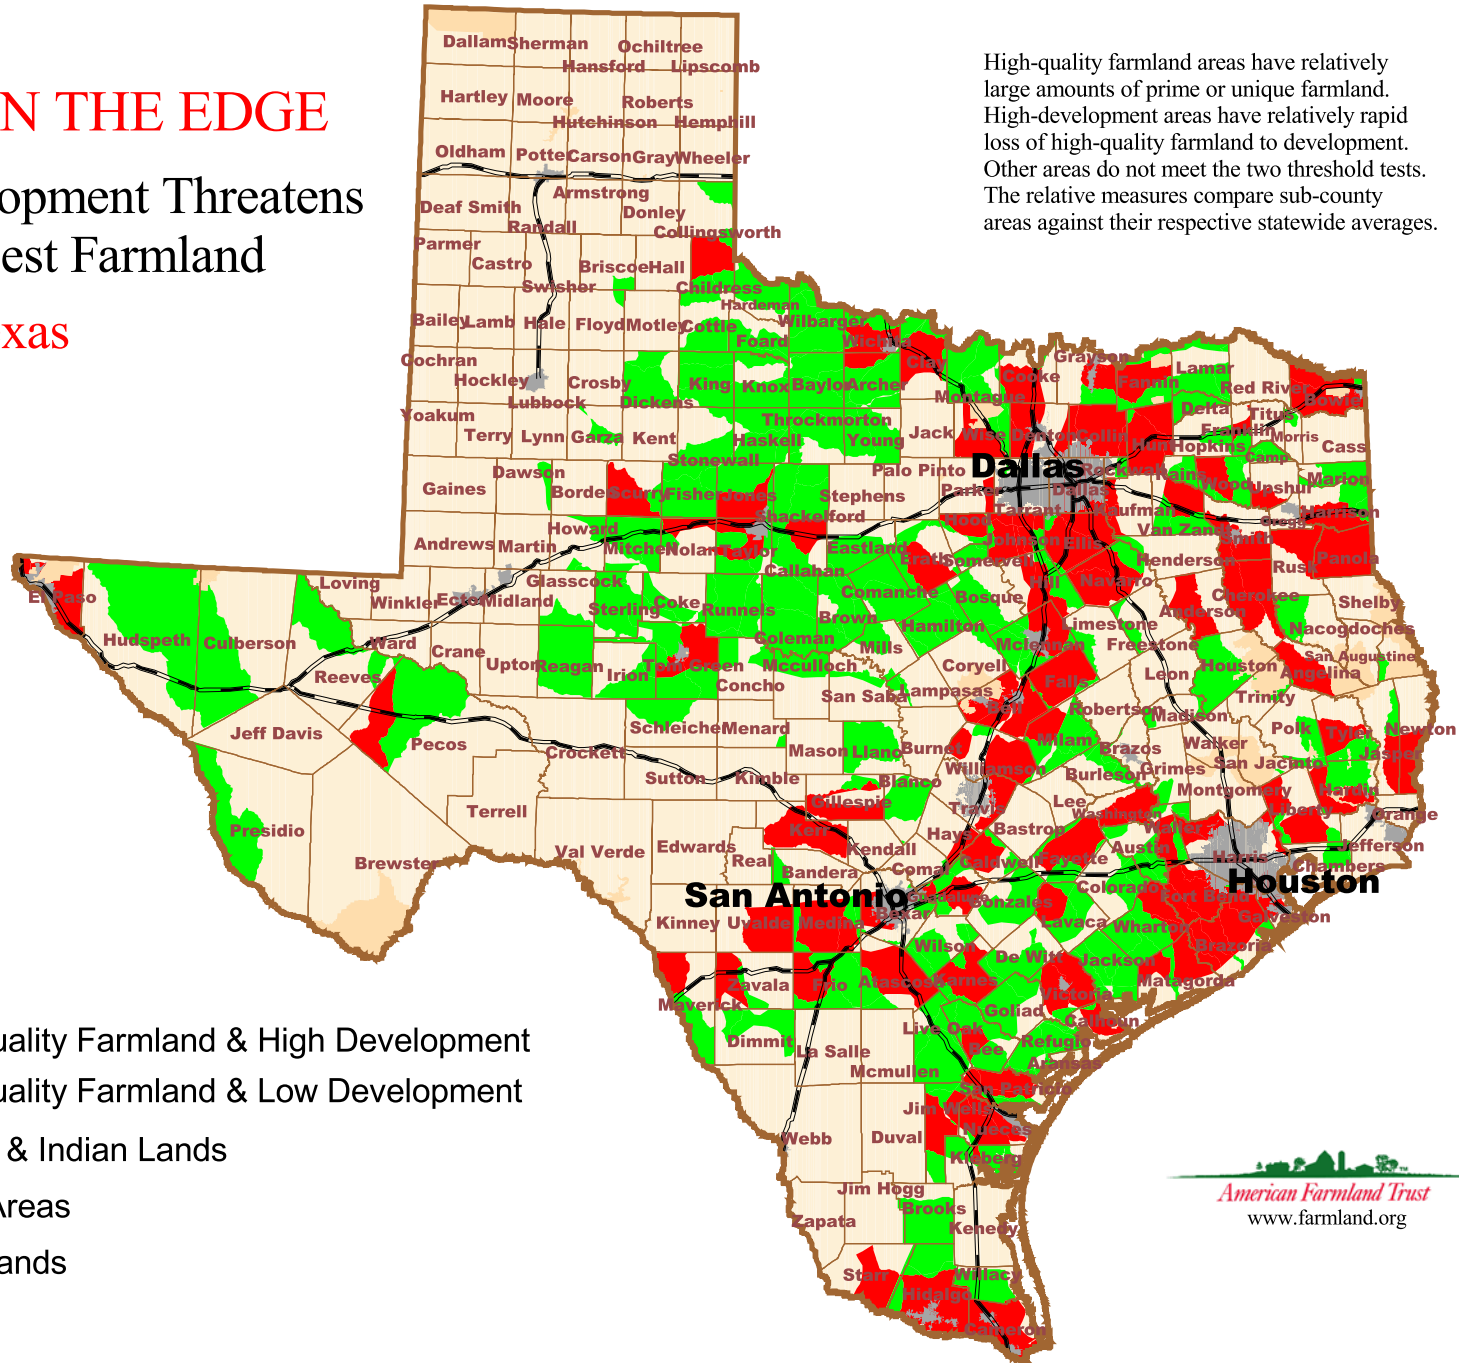 N THE EDGE
opment Threatens
est Farmland
xas
High-quality farmland areas have relatively
large amounts of prime or unique farmland.
High-development areas have relatively rapid
loss of high-quality farmland to development.
Other areas do not meet the two threshold tests.
The relative measures compare sub-county
areas against their respective statewide averages.
Dallam Sherman Ochiltree
Hansford Lipscomb
Hartley Moore Roberts
Hutchinson Hemphill
Oldham Potter Carson Gray Wheeler
Armstrong
Deaf Smith Donley
Randall Collingsworth
Parmer
Castro Briscoe Hall
Swisher Childress
Hardeman
Bailey Lamb Hale Floyd Motley Cottle Wilbarger
Foard Wichita
Cochran Clay Cooke Grayson
Hockley Crosby King Knox Baylor Archer Fannin Lamar
Lubbock Dickens Montague Red River Bowie
Yoakum Throckmorton Delta Titus
Terry Lynn Garza Kent Haskell Young Jack Wise Denton Collin Hunt Hopkins Franklin Morris Cass
Stonewall Camp
Dawson Palo Pinto Dallas Rockwall Rains
Gaines Borden Scurry Fisher Jones Stephens Parker Dallas Wood Upshur Marion
Shackelford Tarrant Kaufman Harrison
Howard Hood Van Zandt Gregg
Andrews Martin Mitchell Nolan Taylor Eastland Johnson Ellis Smith
Callahan Erath Somervell Henderson Rusk Panola
Loving Glasscock Comanche Hill Navarro
El Paso Winkler Ector Midland Sterling Coke Runnels Brown Bosque Anderson Cherokee Shelby
Hudspeth Culberson Ward Coleman Hamilton Limestone Nacogdoches
Crane Mills Mclennan Freestone
Reeves Upton Reagan Irion Tom Green Mcculloch Coryell Houston San Augustine
Concho San Saba Lampasas Falls Leon Angelina
Bell Trinity
Jeff Davis Schleicher Menard Robertson Madison
Pecos Crockett Mason Llano Burnet Milam Brazos Walker Polk Tyler Newton
Sutton Kimble Blanco Williamson Burleson Grimes San Jacinto Jasper
Terrell Gillespie Travis Lee Montgomery Hardin
Presidio Kerr Bastrop Washington Waller Liberty Orange
Brewster Val Verde Edwards Real Kendall Hays Caldwell Fayette Austin Harris Jefferson
Bandera Comal Chambers
San Antonio Guadalupe Gonzales Colorado Houston
Kinney Uvalde Medina Bexar Lavaca Fort Bend Galveston
Wilson Wharton Brazoria
Zavala Frio Atascosa Karnes De Witt Jackson
Maverick Victoria Matagorda
Goliad
Dimmit Live Oak Calhoun
La Salle Bee Refugio
Mcmullen Aransas
San Patricio
Jim Wells
Webb Duval Nueces
Kleberg
Jim Hogg
Zapata Brooks
Kenedy
Starr Willacy
Hidalgo
Cameron
uality Farmland & High Development
uality Farmland & Low Development
& Indian Lands
Areas
ands
American Farmland Trust
www.farmland.org